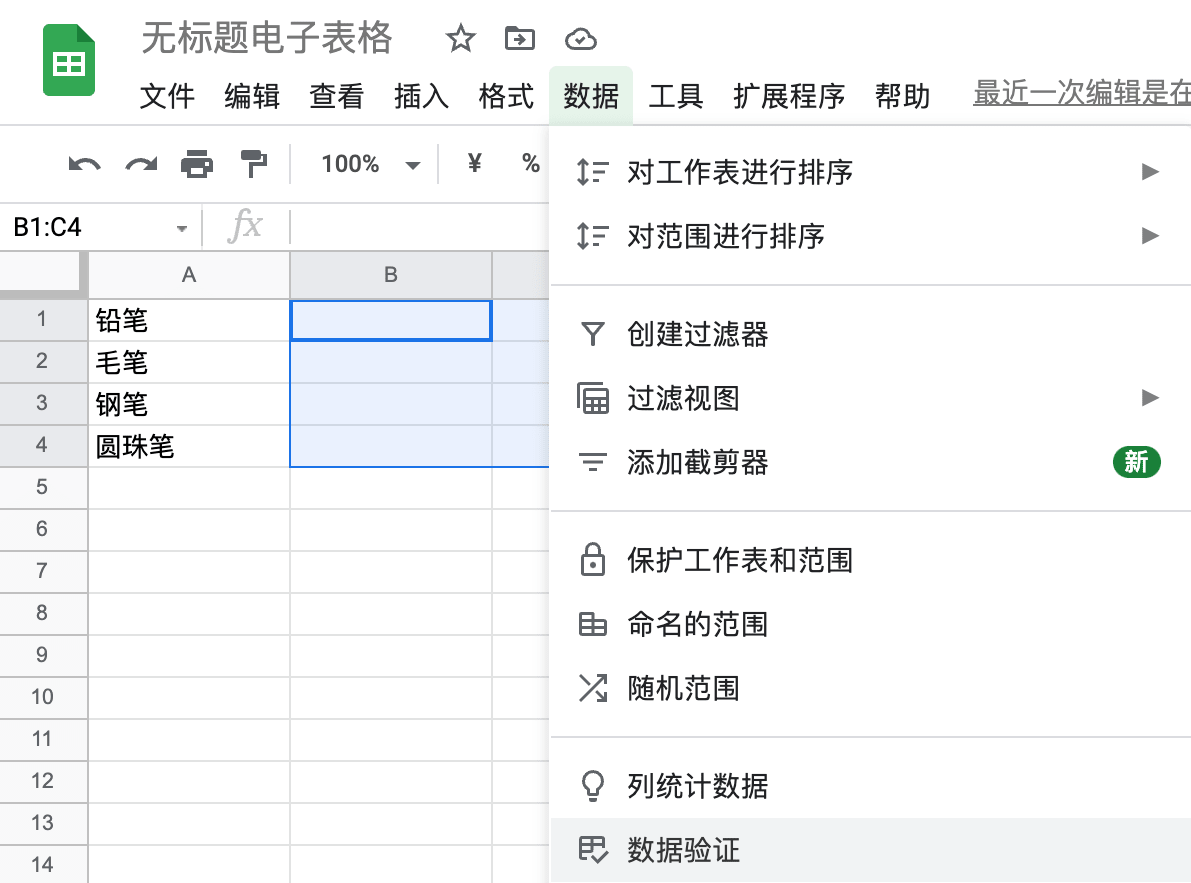 无标题电子表格
文件 编辑 查看 插入 格式 数据 工具 扩展程序 帮助 最近一次编辑是在
100% ¥ %
B1:C4 fx
A B
1 铅笔
2 毛笔
3 钢笔
4 圆珠笔
5
6
7
8
9
10
11
12
13
14
对工作表进行排序
对范围进行排序
创建过滤器
过滤视图
添加截剪器 新
保护工作表和范围
命名的范围
随机范围
列统计数据
数据验证